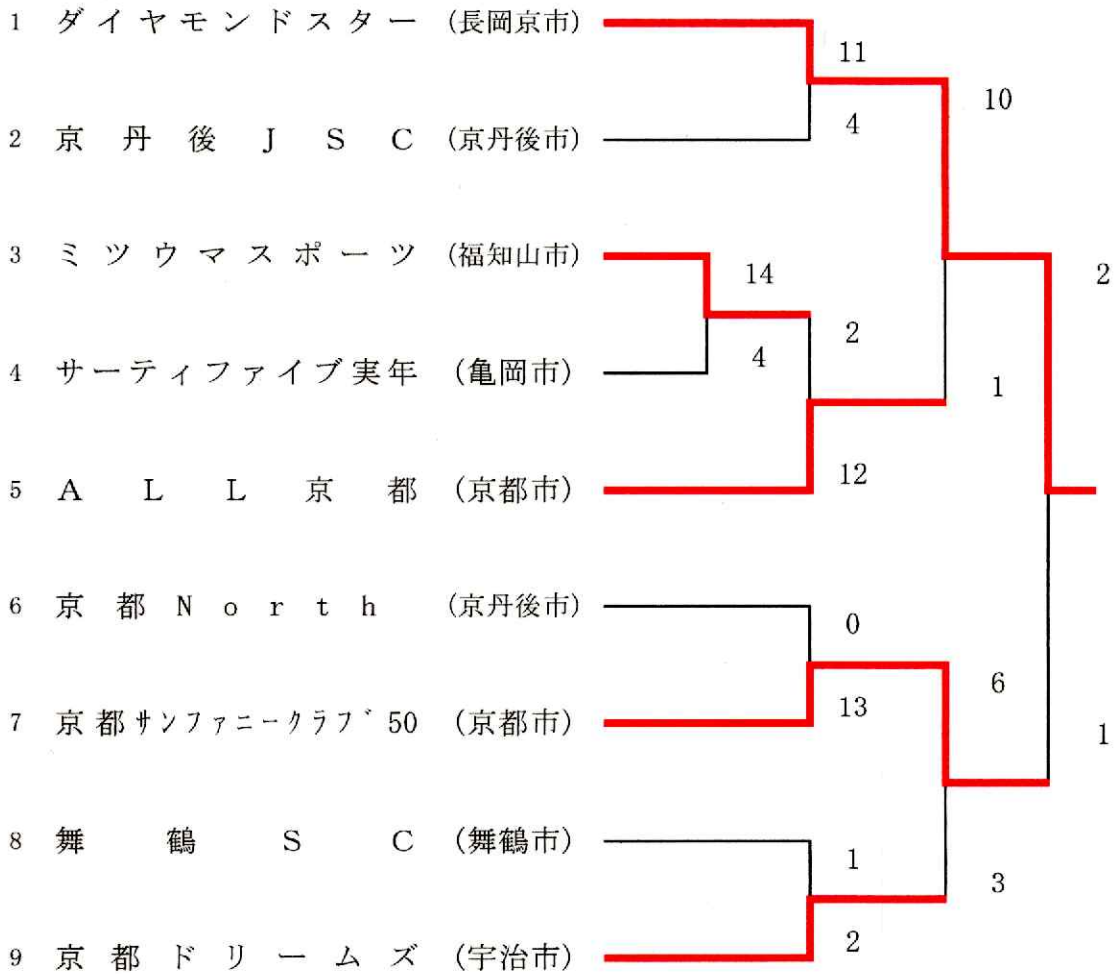 1 ダイヤモンドスター (長岡京市)
11
10
4
2 京丹後JSC (京丹後市)
3 ミツウマスポーツ (福知山市)
14
2
2
4
4 サーティファイブ実年 (亀岡市)
1
12
5 ALL京都 (京都市)
6 京都North (京丹後市)
0
6
13
7 京都サンファニークラブ50 (京都市)
1
8 舞鶴SC (舞鶴市)
1
3
2
9 京都ドリームズ (宇治市)